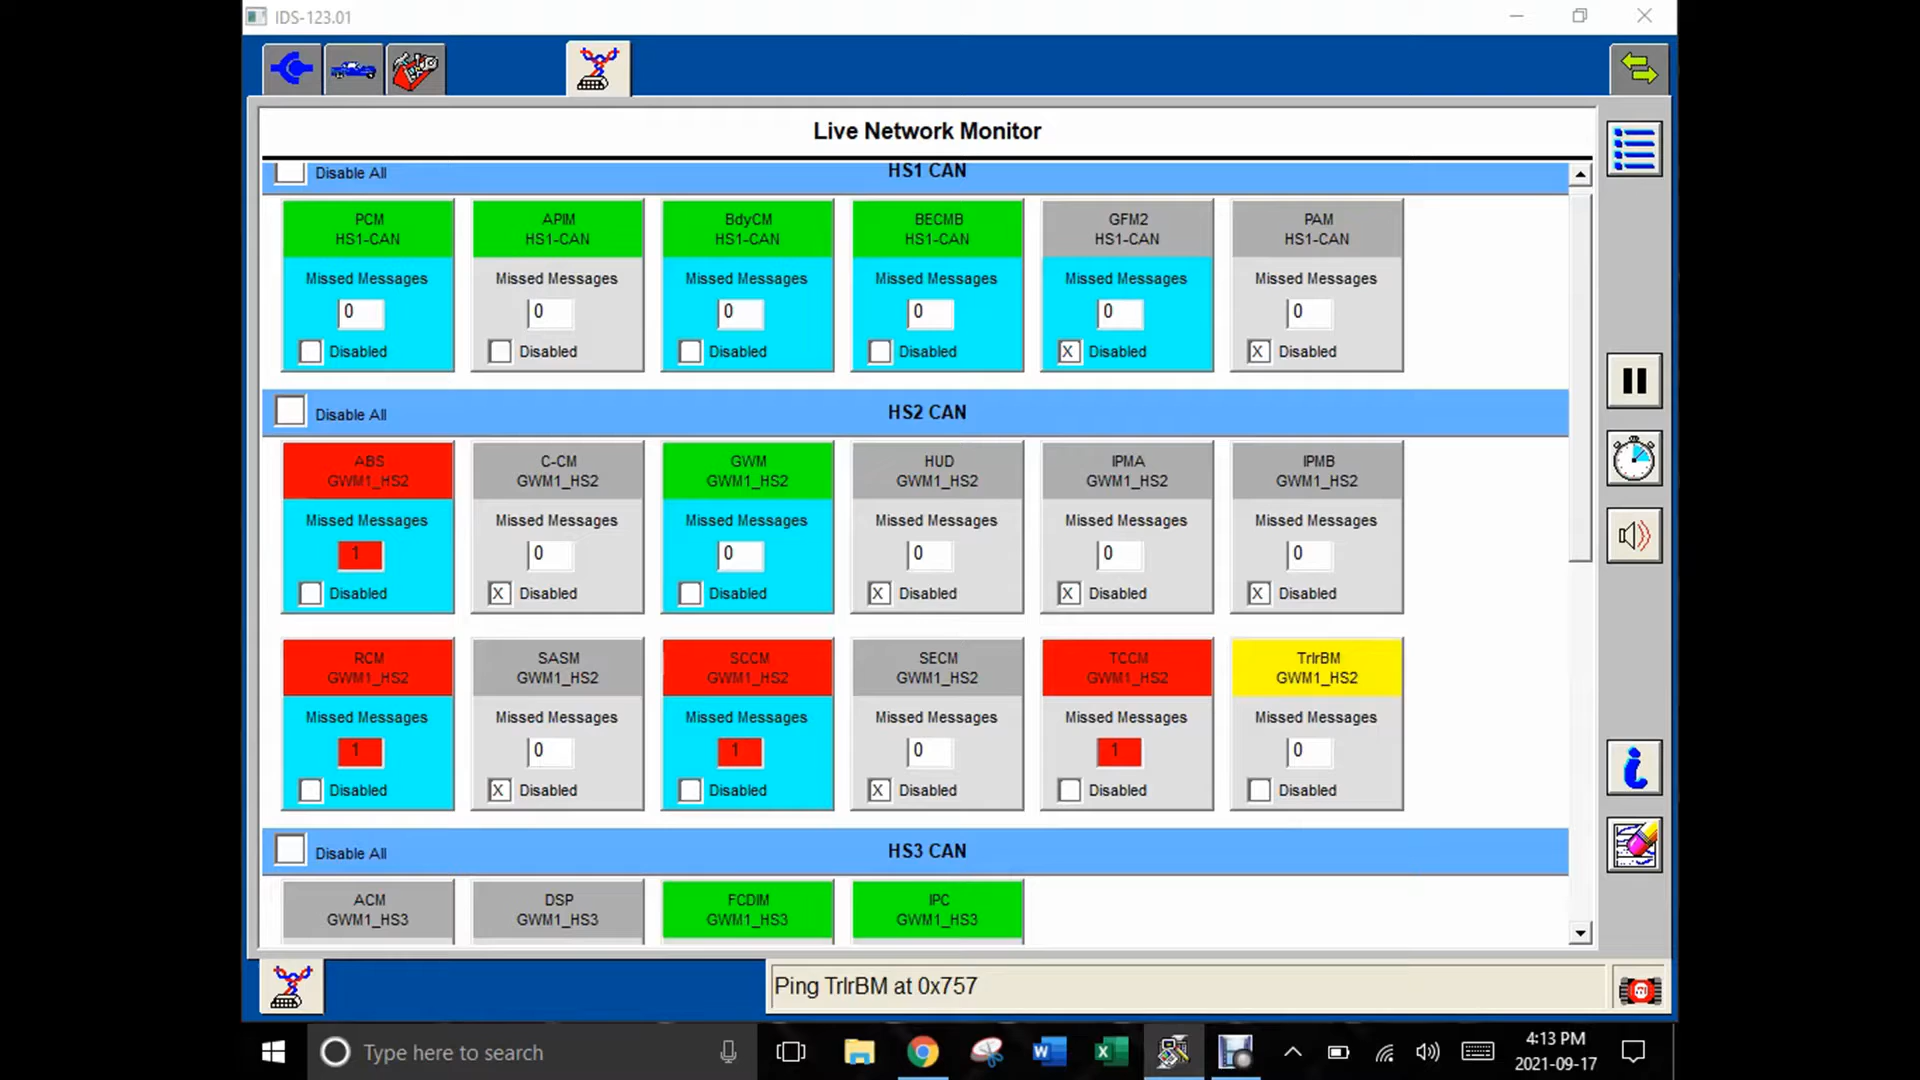 IDS-123.01
Live Network Monitor
Disable All HS1 CAN
PCM APIM BdyCM BECMB GFM2 PAM
HS1-CAN HS1-CAN HS1-CAN HS1-CAN HS1-CAN HS1-CAN
Missed Messages Missed Messages Missed Messages Missed Messages Missed Messages Missed Messages
0 0 0 0 0 0
Disabled Disabled Disabled Disabled X Disabled X Disabled
Disable All HS2 CAN
ABS C-CM GWM HUD IPMA IPMB
GWM1_HS2 GWM1_HS2 GWM1_HS2 GWM1_HS2 GWM1_HS2 GWM1_HS2
Missed Messages Missed Messages Missed Messages Missed Messages Missed Messages Missed Messages
1 0 0 0 0 0
Disabled X Disabled Disabled X Disabled X Disabled X Disabled
RCM SASM SCCM SECM TCCM TrlrBM
GWM1_HS2 GWM1_HS2 GWM1_HS2 GWM1_HS2 GWM1_HS2 GWM1_HS2
Missed Messages Missed Messages Missed Messages Missed Messages Missed Messages Missed Messages
1 0 1 0 1 0
Disabled X Disabled Disabled X Disabled Disabled Disabled
Disable All HS3 CAN
ACM DSP FCDIM IPC
GWM1_HS3 GWM1_HS3 GWM1_HS3 GWM1_HS3
Ping TrlrBM at 0x757
Type here to search
4:13 PM
2021-09-17